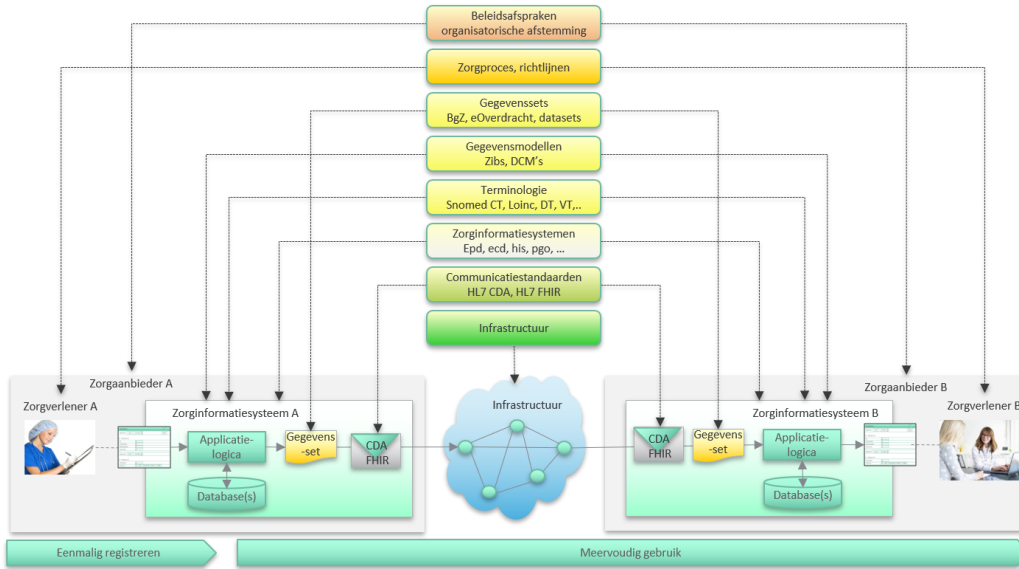 Beleidsafspraken
organisatorische afstemming
Zorgproces, richtlijnen
Gegevenssets
BgZ, eOverdracht, datasets
Gegevensmodellen
Zibs, DCM's
Terminologie
Snomed CT, Loinc, DT, VT,..
Zorginformatiesystemen
Epd, ecd, his, pgo, ...
Communicatiestandaarden
HL7 CDA, HL7 FHIR
Infrastructuur
Zorgaanbieder A
Zorgverlener A
Zorginformatiesysteem A
Applicatie-
logica
Gegevens
-set
CDA
FHIR
Database(s)
Infrastructuur
Zorgaanbieder B
Zorgverlener B
Zorginformatiesysteem B
CDA
FHIR
Gegevens
-set
Applicatie-
logica
Database(s)
Eenmalig registreren
Meervoudig gebruik